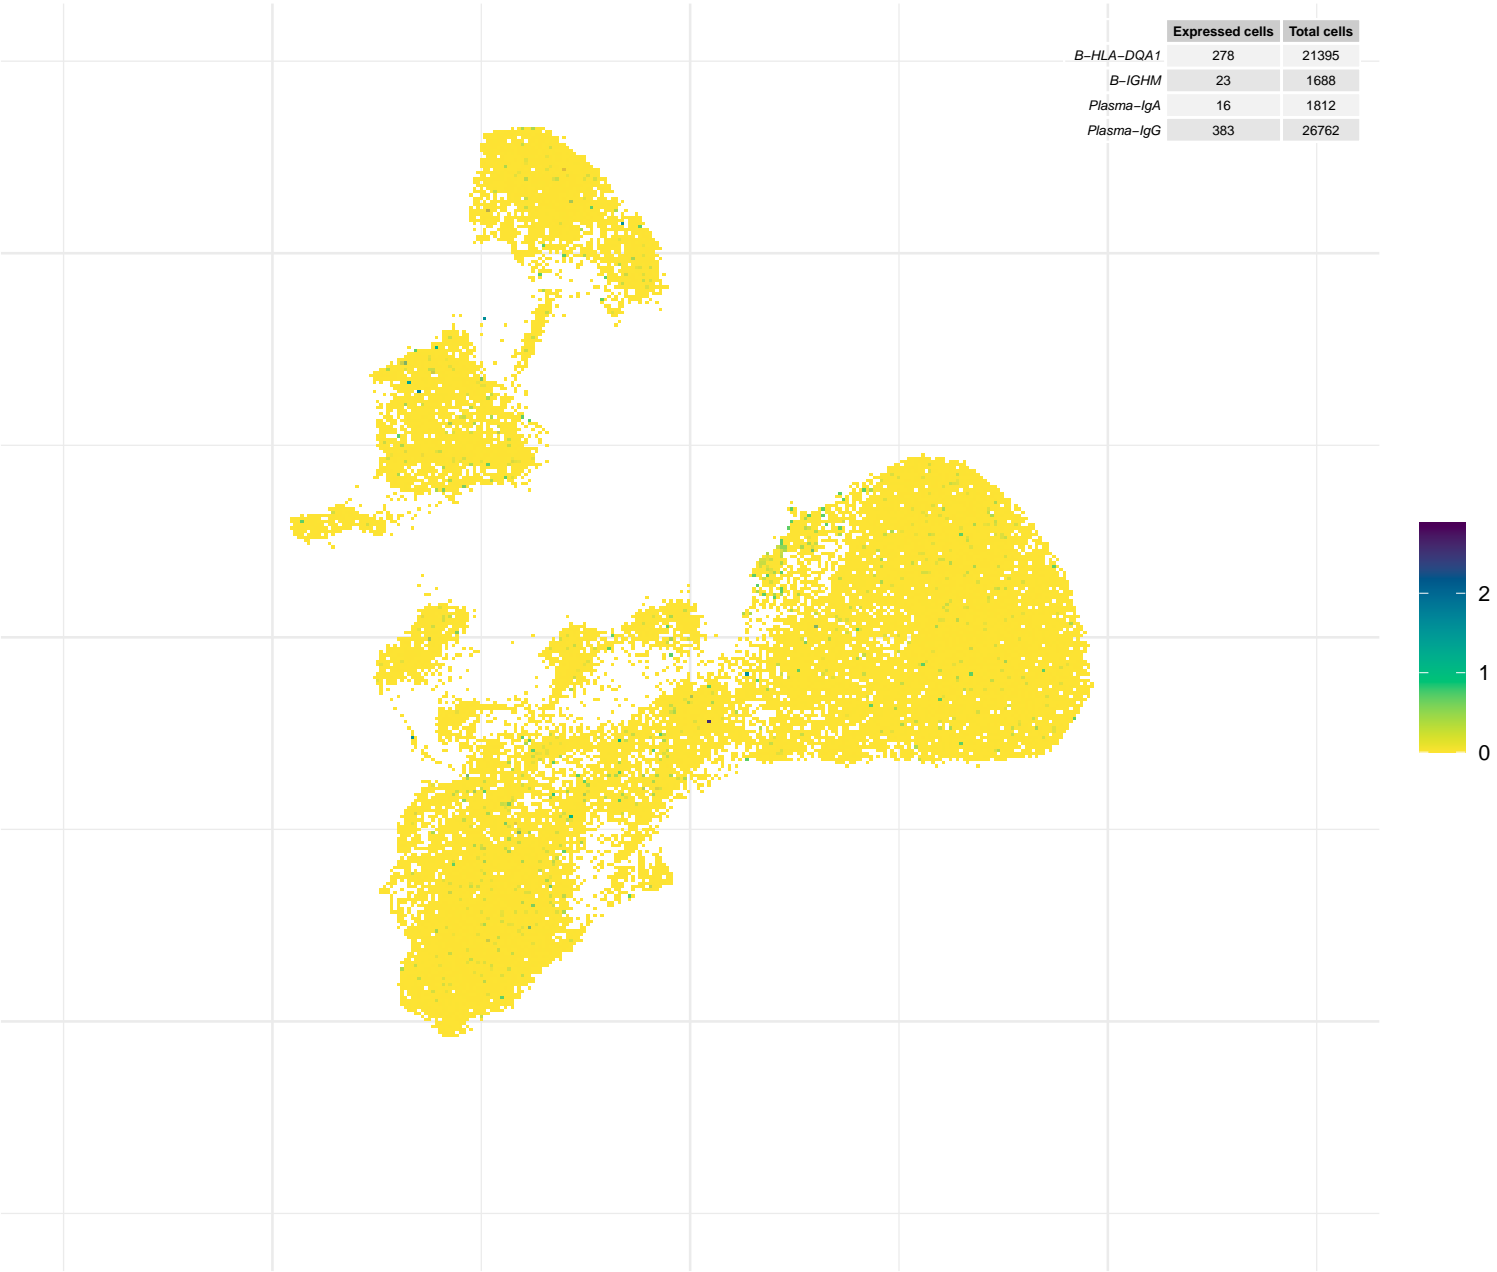 Expressed cells Total cells
B−HLA−DQA1 278 21395
B−IGHM 23 1688
Plasma−IgA 16 1812
Plasma−IgG 383 26762
2
1
0